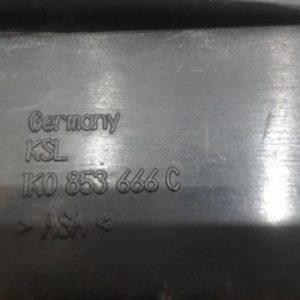 Germany
KSL
1K0 853 666 C
> ASA <